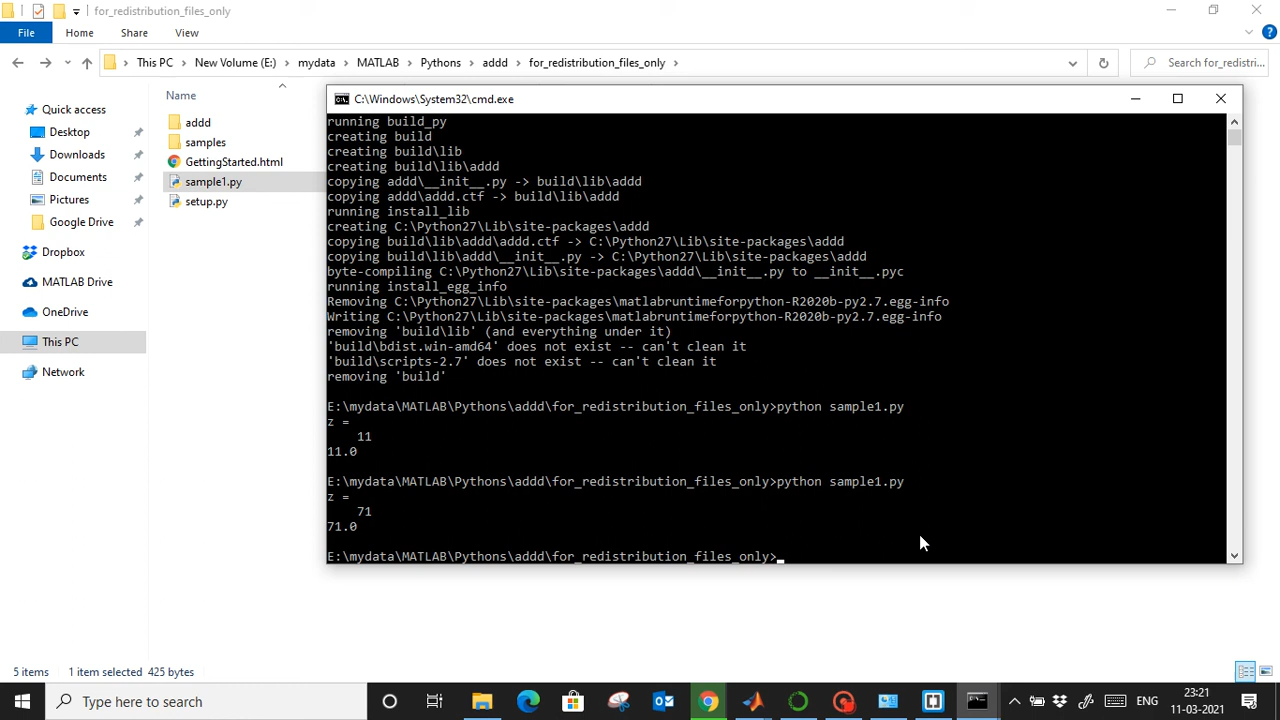 for_redistribution_files_only
File Home Share View
This PC New Volume (E:) mydata MATLAB Pythons addd for_redistribution_files_only
Search for_redistri...
Quick access
Desktop
Downloads
Documents
Pictures
Google Drive
Dropbox
MATLAB Drive
OneDrive
This PC
Network
Name
addd
samples
GettingStarted.html
sample1.py
setup.py
C:\Windows\System32\cmd.exe
running build_py
creating build
creating build\lib
creating build\lib\addd
copying addd\__init__.py -> build\lib\addd
copying addd\addd.ctf -> build\lib\addd
running install_lib
creating C:\Python27\Lib\site-packages\addd
copying build\lib\addd\addd.ctf -> C:\Python27\Lib\site-packages\addd
copying build\lib\addd\__init__.py -> C:\Python27\Lib\site-packages\addd
byte-compiling C:\Python27\Lib\site-packages\addd\__init__.py to __init__.pyc
running install_egg_info
Removing C:\Python27\Lib\site-packages\matlabruntimeforpython-R2020b-py2.7.egg-info
Writing C:\Python27\Lib\site-packages\matlabruntimeforpython-R2020b-py2.7.egg-info
removing 'build\lib' (and everything under it)
'build\bdist.win-amd64' does not exist -- can't clean it
'build\scripts-2.7' does not exist -- can't clean it
removing 'build'
E:\mydata\MATLAB\Pythons\addd\for_redistribution_files_only>python sample1.py
z =
11
11.0
E:\mydata\MATLAB\Pythons\addd\for_redistribution_files_only>python sample1.py
z =
71
71.0
E:\mydata\MATLAB\Pythons\addd\for_redistribution_files_only>
5 items 1 item selected 425 bytes
Type here to search
ENG
23:21
11-03-2021